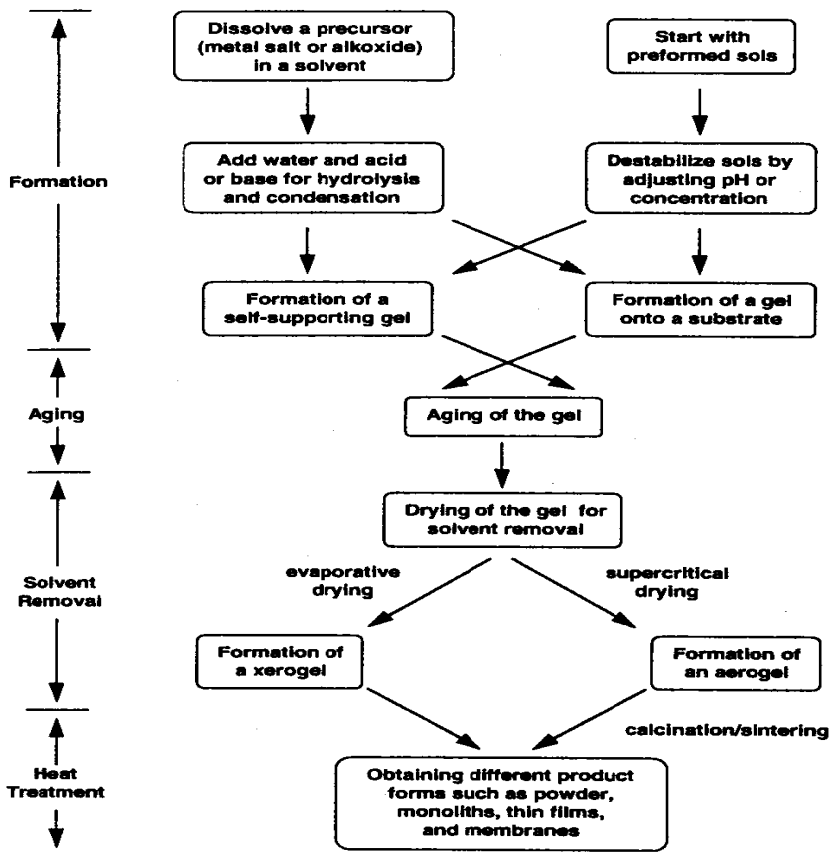 Dissolve a precursor
(metal salt or alkoxide)
in a solvent
Start with
preformed sols
Formation
Add water and acid
or base for hydrolysis
and condensation
Destabilize sols by
adjusting pH or
concentration
Formation of a
self-supporting gel
Formation of a gel
onto a substrate
Aging
Aging of the gel
Drying of the gel for
solvent removal
Solvent
Removal
evaporative
drying
supercritical
drying
Formation of
a xerogel
Formation of
an aerogel
calcination/sintering
Heat
Treatment
Obtaining different product
forms such as powder,
monoliths, thin films,
and membranes